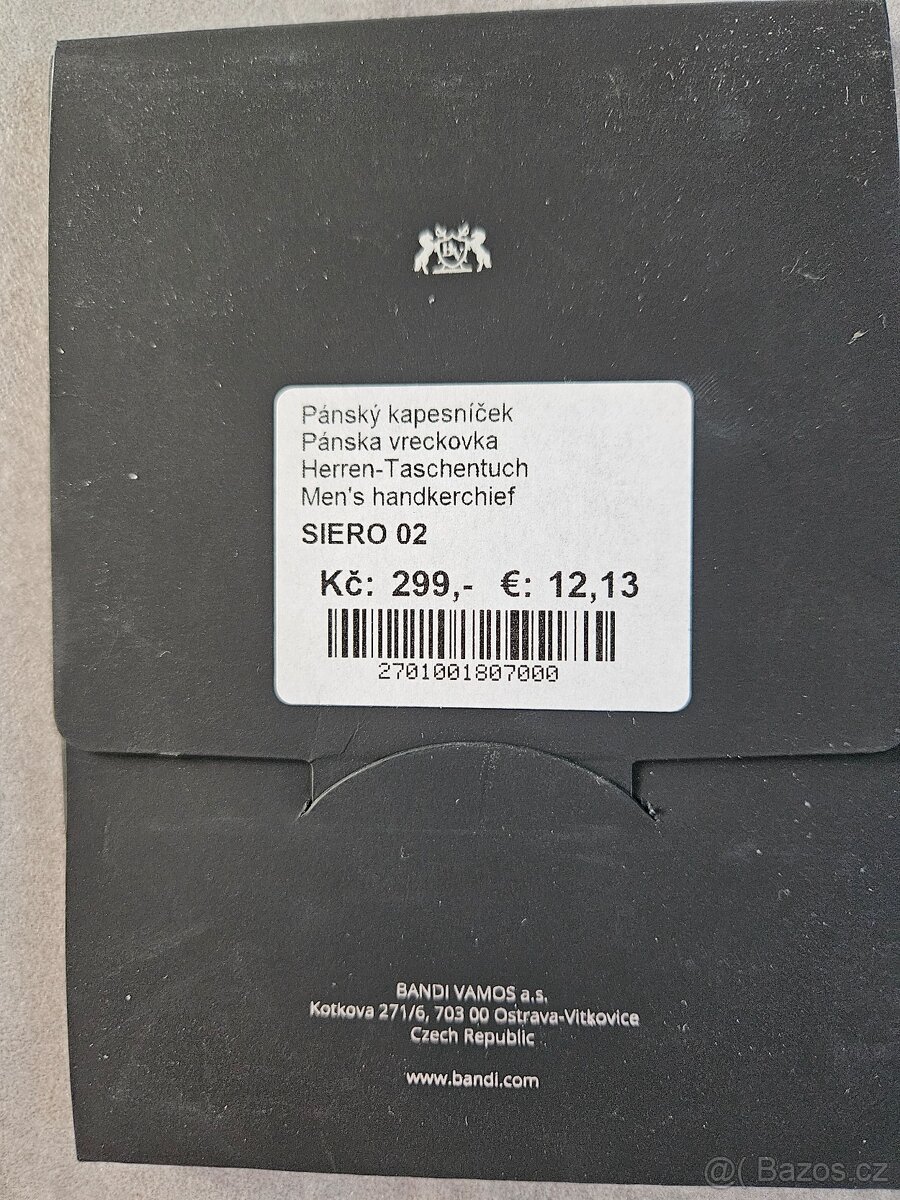 BV
Pánský kapesníček
Pánska vreckovka
Herren-Taschentuch
Men's handkerchief
SIERO 02
Kč: 299,- €: 12,13
2701001807000
BANDI VAMOS a.s.
Kotkova 271/6, 703 00 Ostrava-Vitkovice
Czech Republic
www.bandi.com
@( Bazos.cz